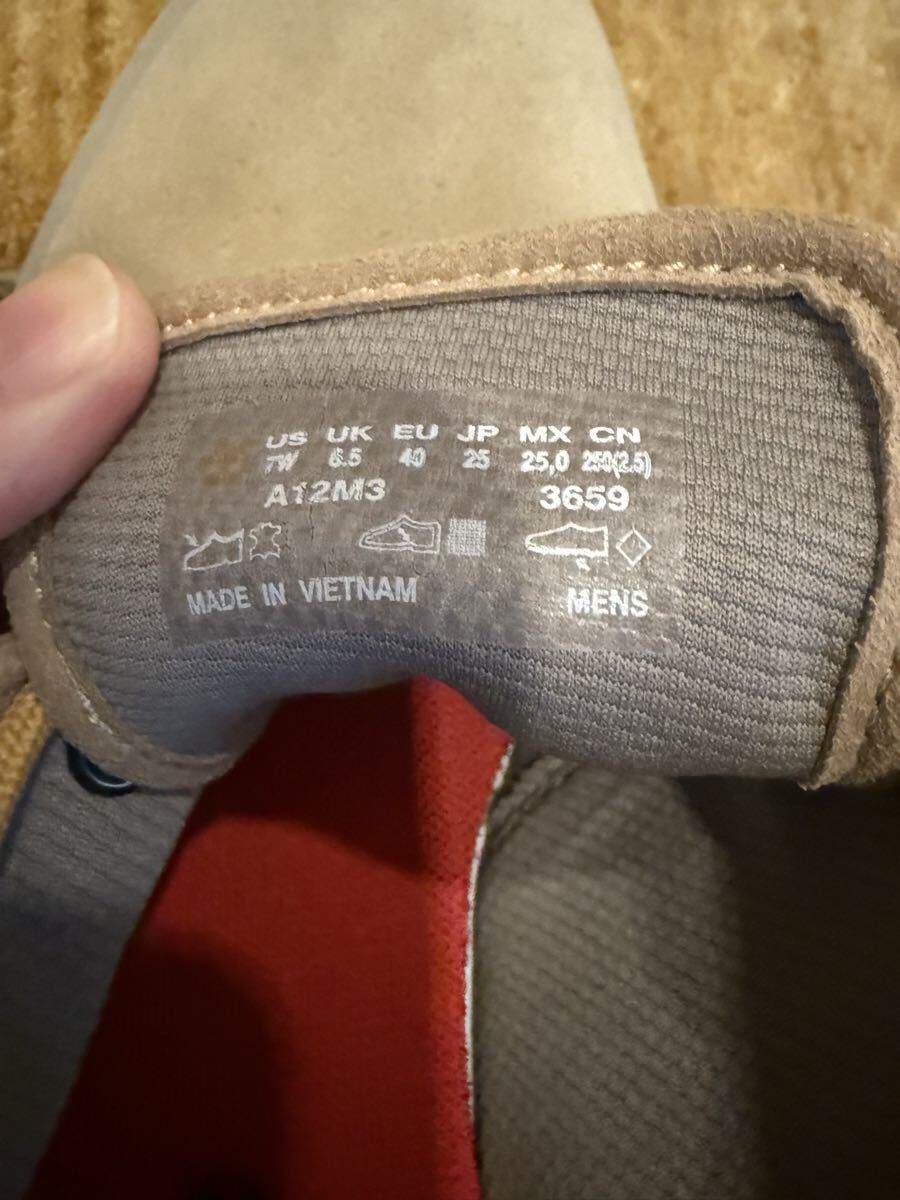 US UK EU JP MX CN
7W 6.5 40 25 25,0 250(2.5)
A12M3 3659
MADE IN VIETNAM MENS